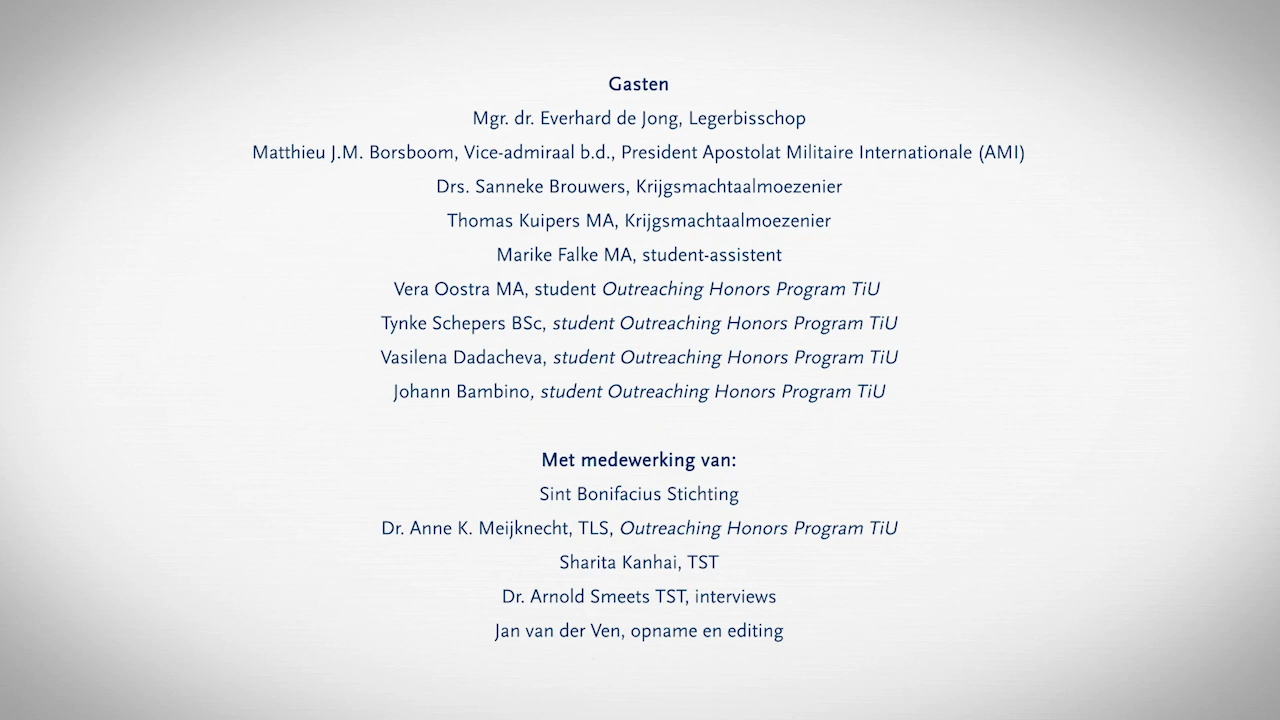 Gasten
Mgr. dr. Everhard de Jong, Legerbisschop
Matthieu J.M. Borsboom, Vice-admiraal b.d., President Apostolat Militaire Internationale (AMI)
Drs. Sanneke Brouwers, Krijgsmachtaalmoezenier
Thomas Kuipers MA, Krijgsmachtaalmoezenier
Marike Falke MA, student-assistent
Vera Oostra MA, student Outreaching Honors Program TiU
Tynke Schepers BSc, student Outreaching Honors Program TiU
Vasilena Dadacheva, student Outreaching Honors Program TiU
Johann Bambino, student Outreaching Honors Program TiU
Met medewerking van:
Sint Bonifacius Stichting
Dr. Anne K. Meijknecht, TLS, Outreaching Honors Program TiU
Sharita Kanhai, TST
Dr. Arnold Smeets TST, interviews
Jan van der Ven, opname en editing